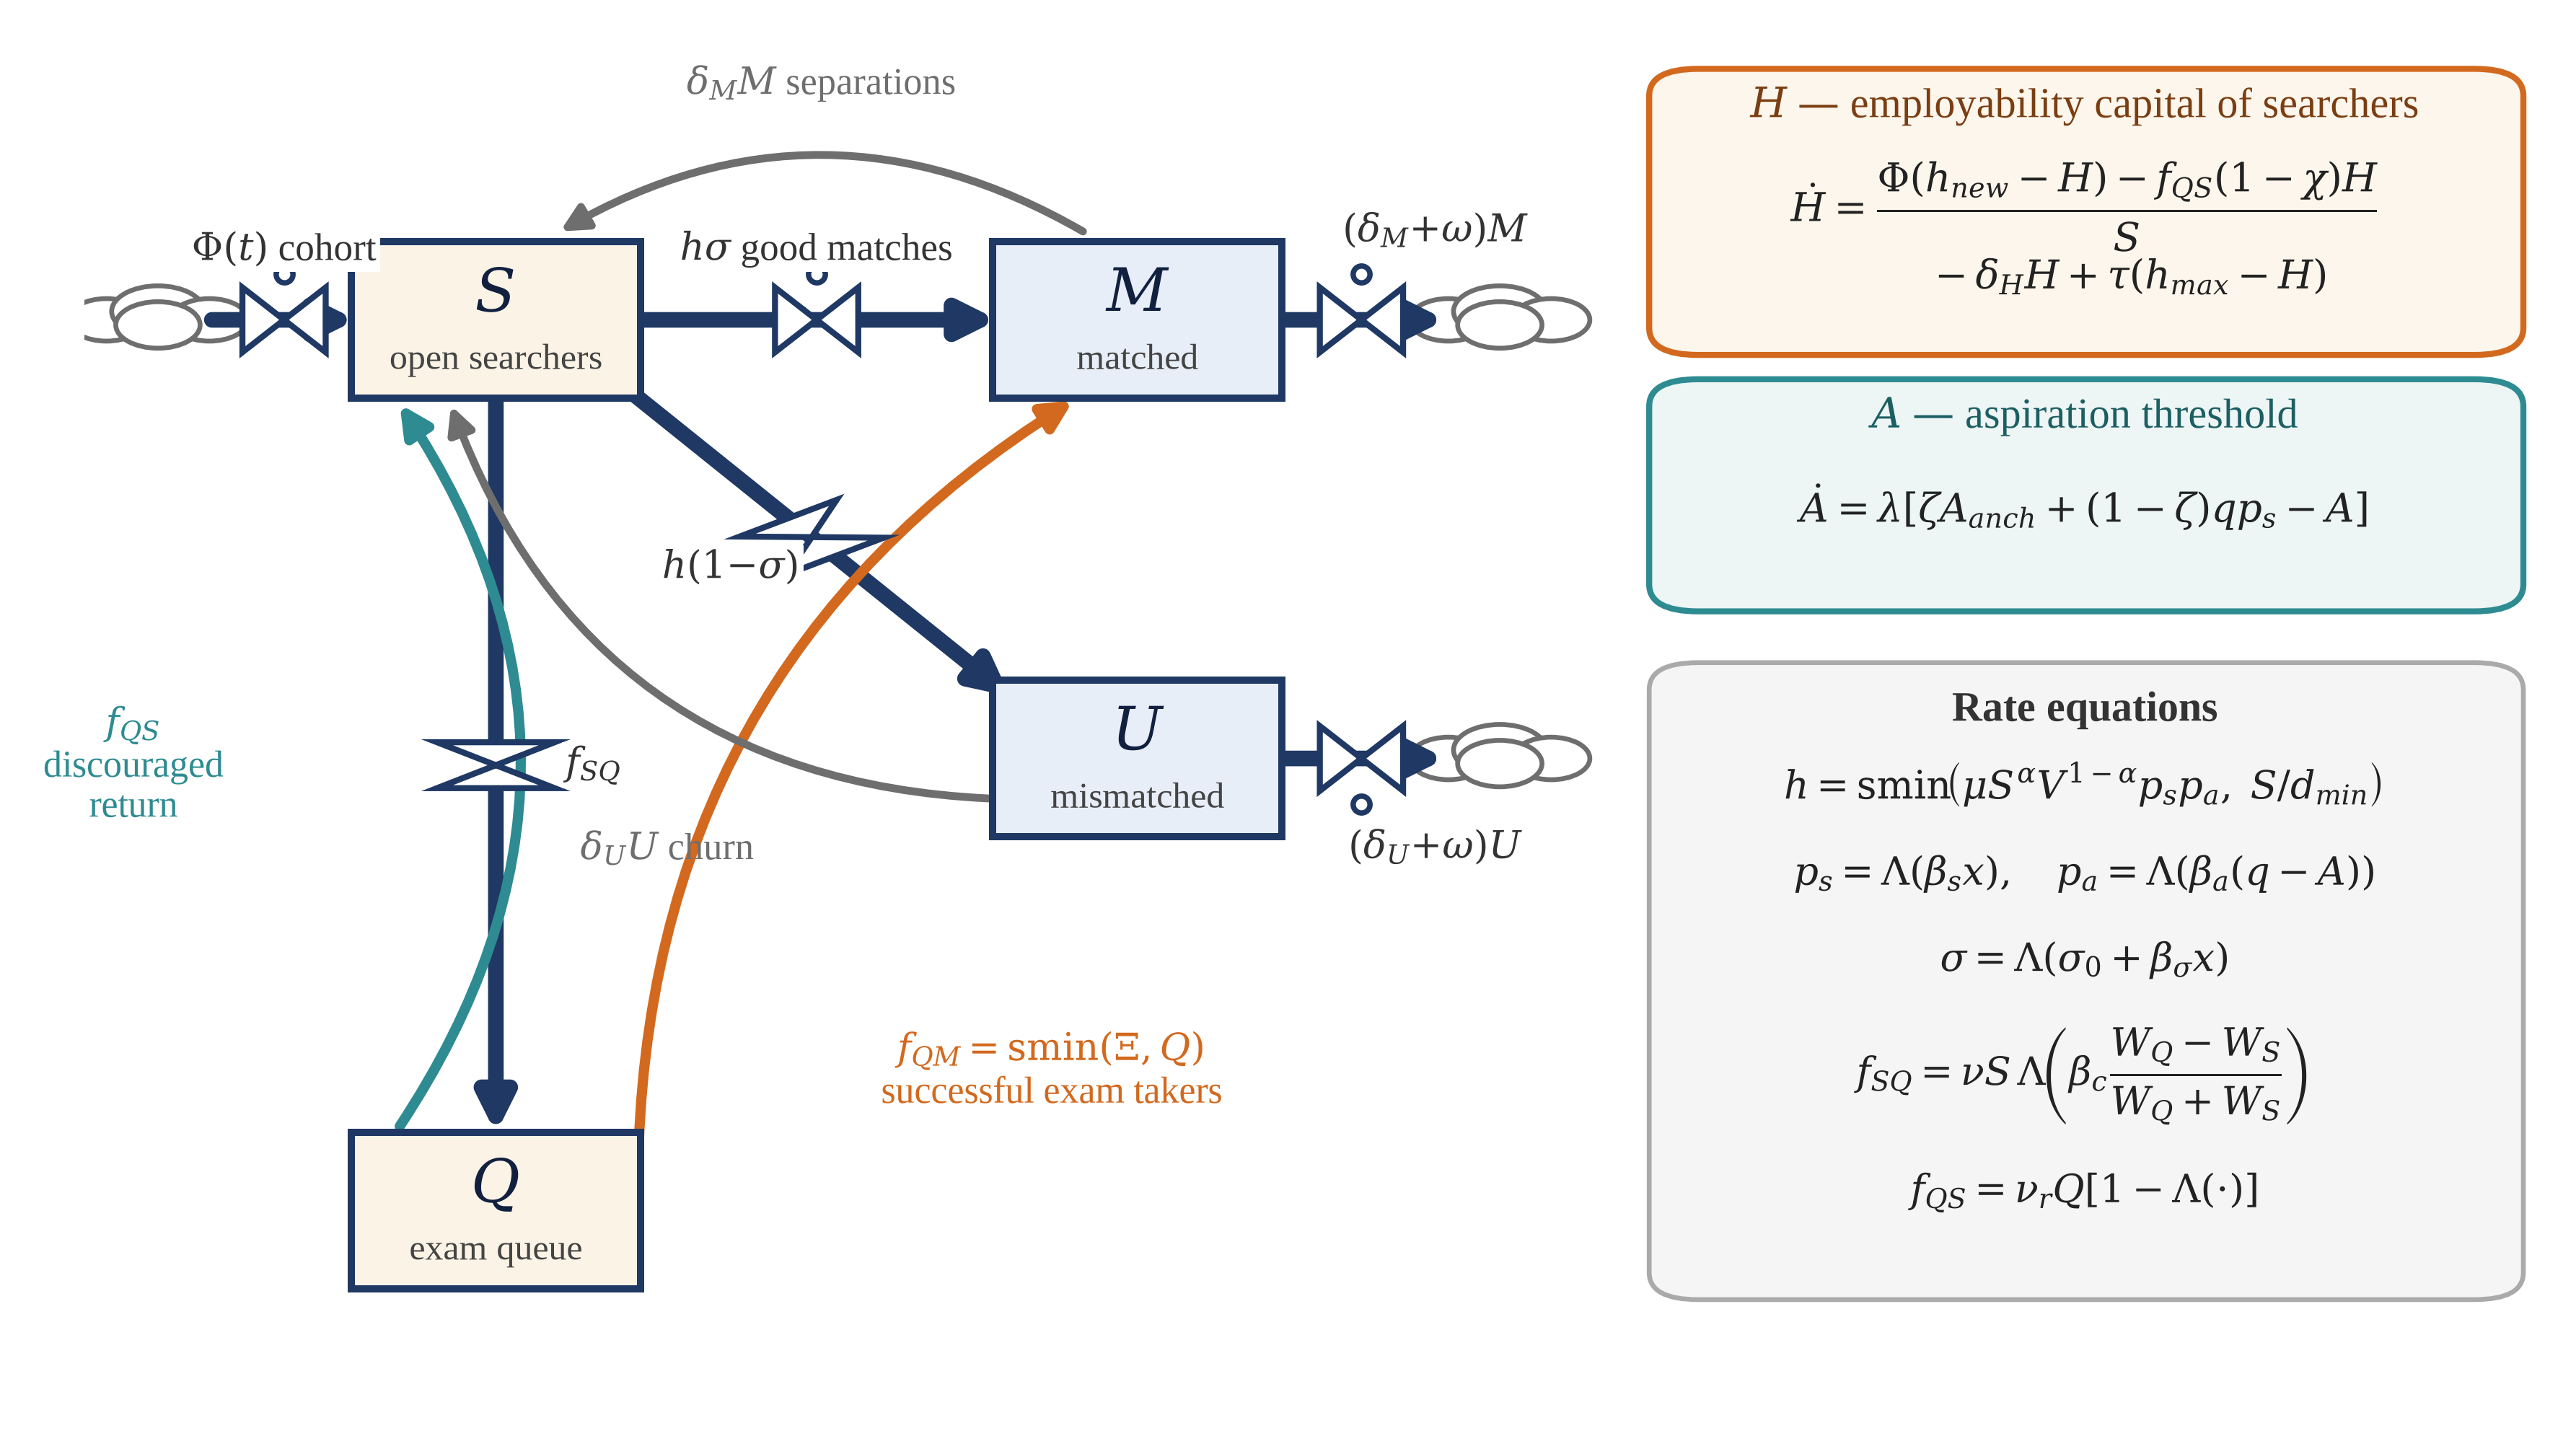 δ_M M separations
Φ(t) cohort
hσ good matches
(δ_M+ω)M
S
open searchers
M
matched
h(1−σ)
f_QS
discouraged
return
f_SQ
U
mismatched
δ_U U churn
(δ_U+ω)U
f_QM = smin(Ξ, Q)
successful exam takers
Q
exam queue
H — employability capital of searchers
Ḣ = (Φ(h_new − H) − f_QS(1 − χ)H) / S
− δ_H H + τ(h_max − H)
A — aspiration threshold
Ȧ = λ[ζA_anch + (1 − ζ)qp_s − A]
Rate equations
h = smin(μS^α V^(1−α) p_s p_a, S/d_min)
p_s = Λ(β_s x), p_a = Λ(β_a(q − A))
σ = Λ(σ_0 + β_σ x)
f_SQ = νS Λ(β_c (W_Q − W_S) / (W_Q + W_S))
f_QS = ν_r Q[1 − Λ(·)]